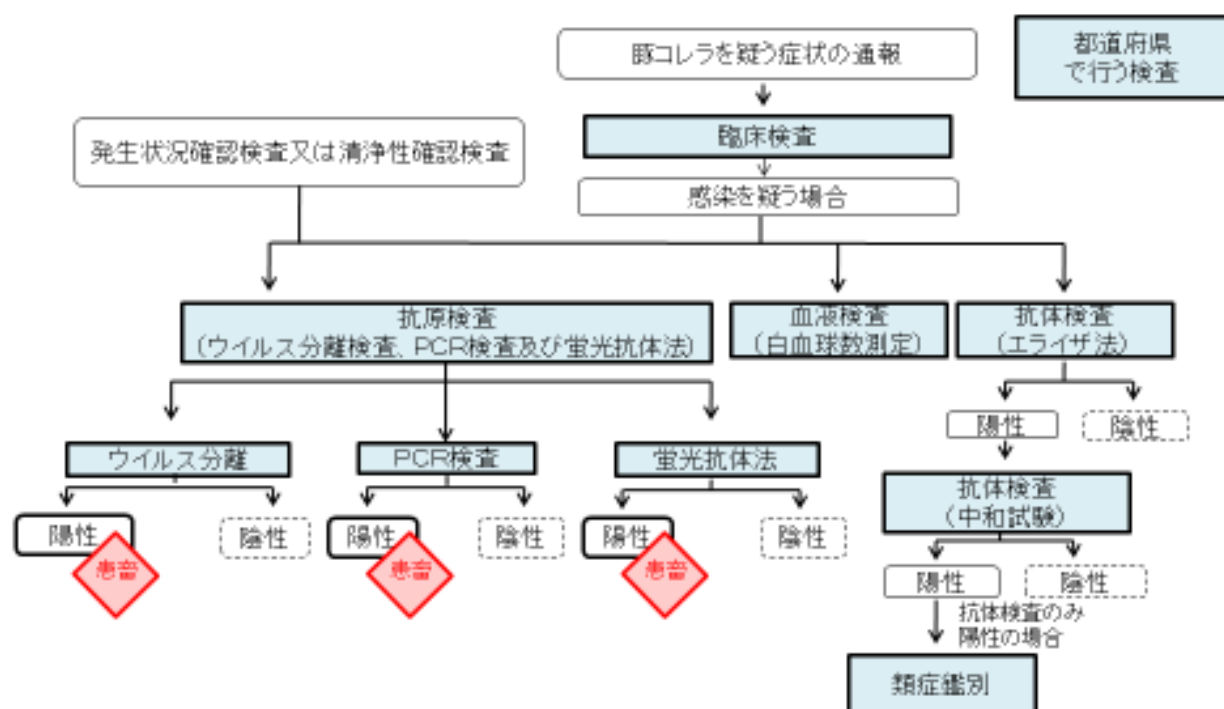 豚コレラを疑う症状の通報
都道府県
で行う検査
臨床検査
発生状況確認検査又は清浄性確認検査
感染を疑う場合
抗原検査
(ウイルス分離検査、PCR検査及び蛍光抗体法)
血液検査
(白血球数測定)
抗体検査
(エライザ法)
陽性
陰性
ウイルス分離
PCR検査
蛍光抗体法
抗体検査
(中和試験)
陽性
陰性
陽性
陰性
陽性
陰性
患畜
患畜
患畜
陽性
陰性
抗体検査のみ
陽性の場合
類症鑑別